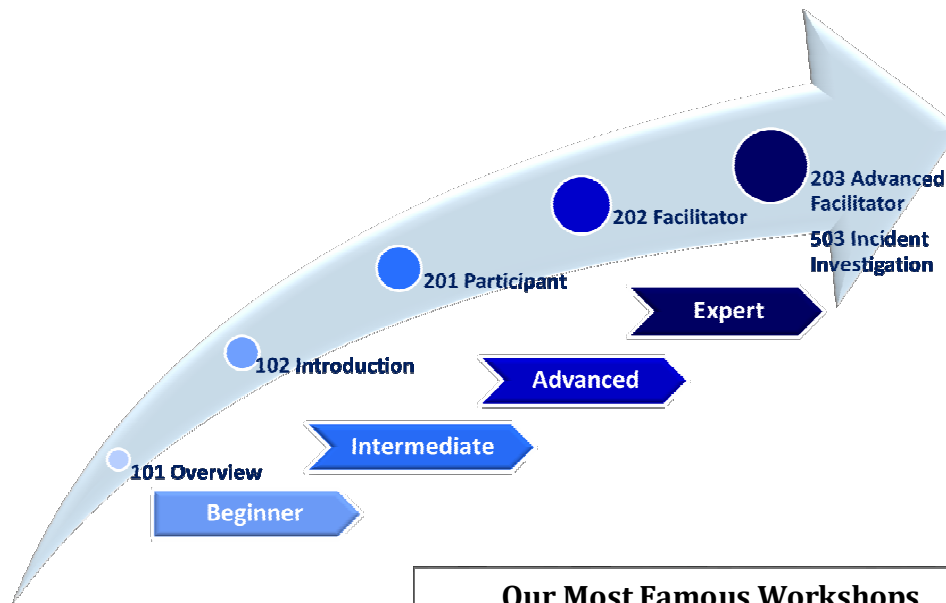 203 Advanced
Facilitator
202 Facilitator
503 Incident
Investigation
201 Participant
Expert
102 Introduction
Advanced
Intermediate
101 Overview
Beginner
Our Most Famous Workshops